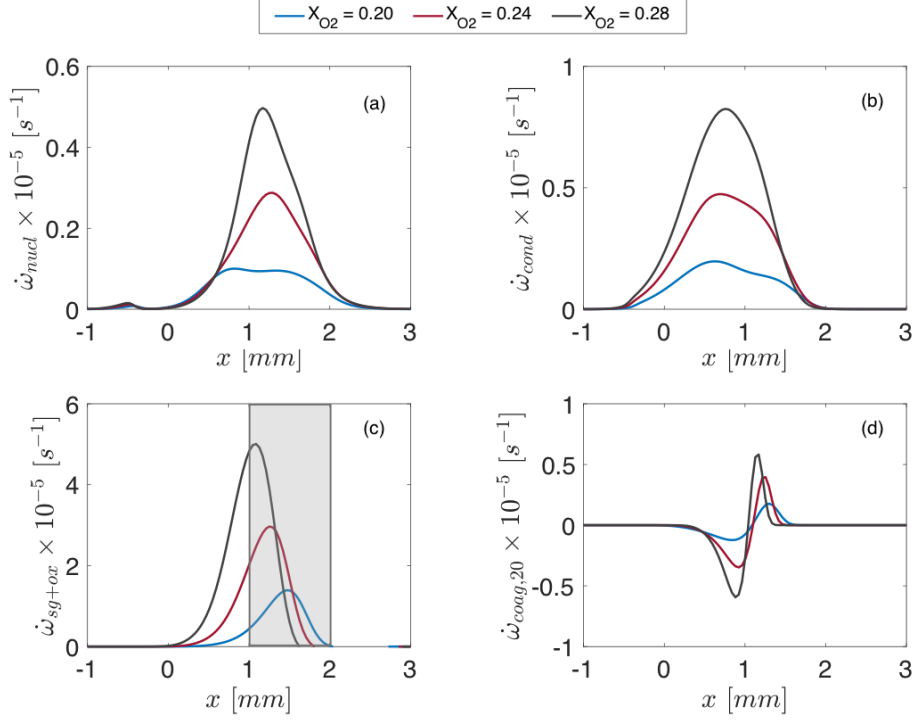 X_O2 = 0.20 X_O2 = 0.24 X_O2 = 0.28
(a)
ω̇_nucl × 10^−5 [s^−1]
0.6
0.4
0.2
0
-1 0 1 2 3
x [mm]
(b)
ω̇_cond × 10^−5 [s^−1]
1
0.5
0
-1 0 1 2 3
x [mm]
(c)
ω̇_sg+ox × 10^−5 [s^−1]
6
4
2
0
-1 0 1 2 3
x [mm]
(d)
ω̇_coag,20 × 10^−5 [s^−1]
1
0.5
0
-0.5
-1
-1 0 1 2 3
x [mm]